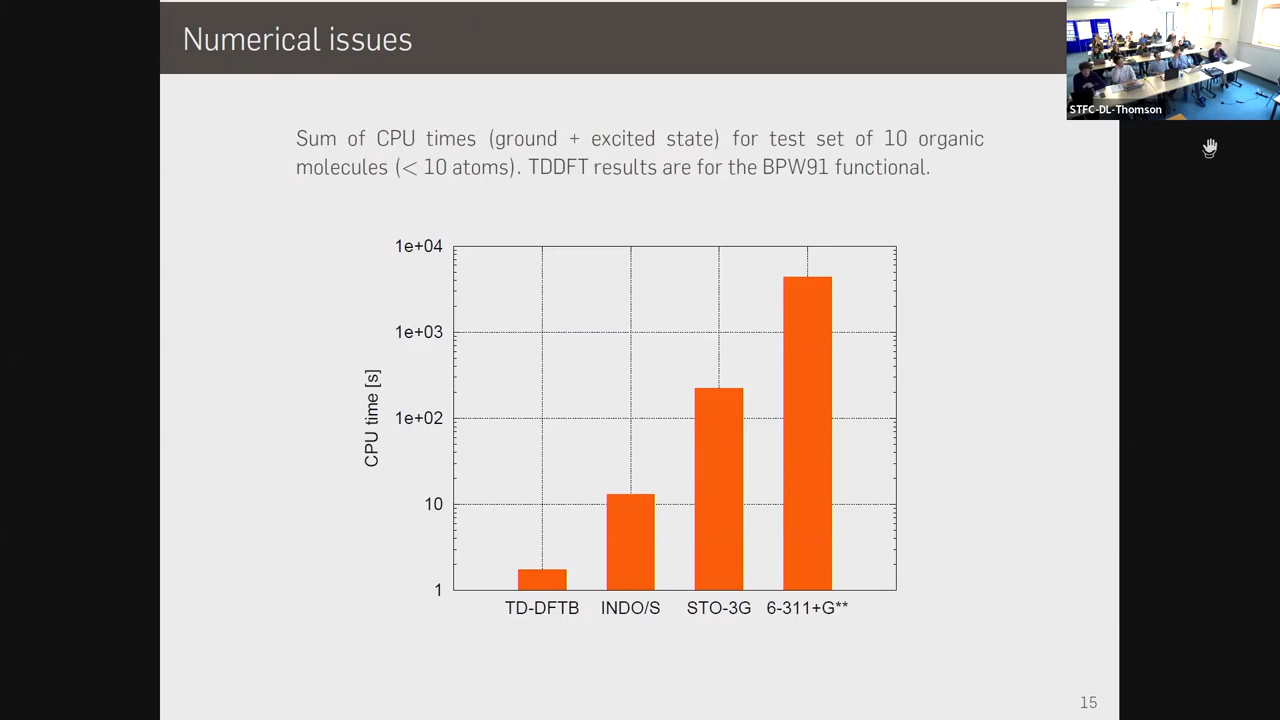 Numerical issues
STFC-DL-Thomson
Sum of CPU times (ground + excited state) for test set of 10 organic
molecules (< 10 atoms). TDDFT results are for the BPW91 functional.
1e+04
1e+03
1e+02
10
1
CPU time [s]
TD-DFTB INDO/S STO-3G 6-311+G**
15